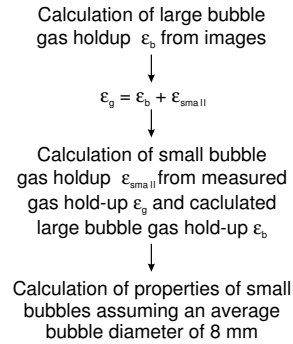 Calculation of large bubble
gas holdup ε_b from images
ε_g = ε_b + ε_small
Calculation of small bubble
gas holdup ε_small from measured
gas hold-up ε_g and caclulated
large bubble gas hold-up ε_b
Calculation of properties of small
bubbles assuming an average
bubble diameter of 8 mm